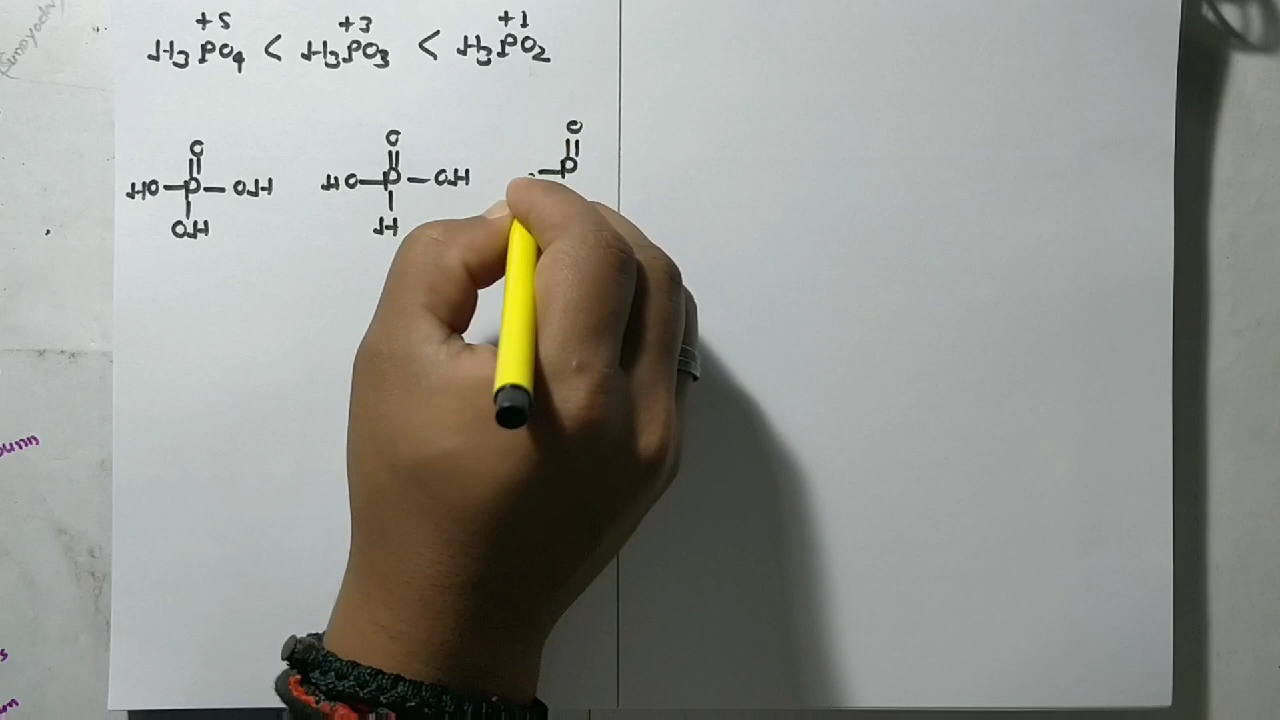 +5 +3 +1
H₃PO₄ < H₃PO₃ < H₃PO₂
O O O
|| || ||
HO-P-OH HO-P-OH -P
| |
OH H